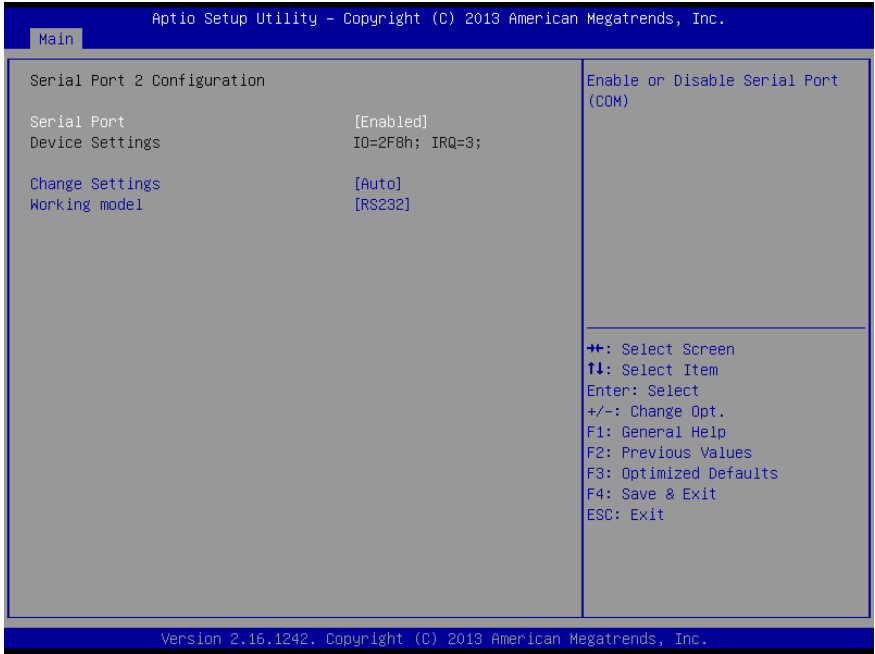 Aptio Setup Utility – Copyright (C) 2013 American Megatrends, Inc.
Main
Serial Port 2 Configuration
Serial Port [Enabled]
Device Settings IO=2F8h; IRQ=3;
Change Settings [Auto]
Working model [RS232]
Enable or Disable Serial Port
(COM)
→←: Select Screen
↑↓: Select Item
Enter: Select
+/-: Change Opt.
F1: General Help
F2: Previous Values
F3: Optimized Defaults
F4: Save & Exit
ESC: Exit
Version 2.16.1242. Copyright (C) 2013 American Megatrends, Inc.